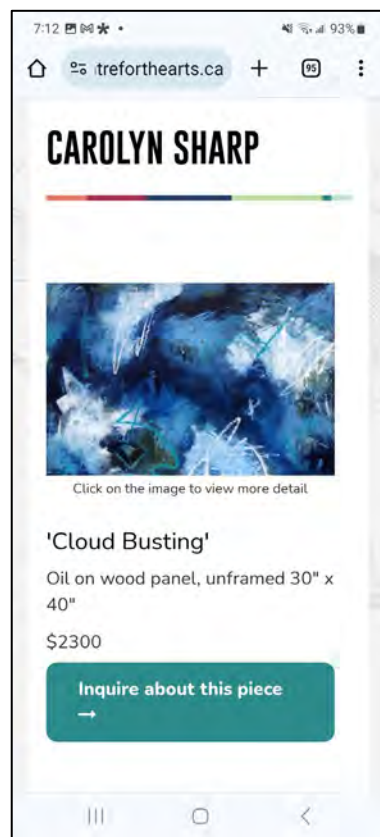 7:12
93%
treforthearts.ca
95
CAROLYN SHARP
Click on the image to view more detail
'Cloud Busting'
Oil on wood panel, unframed 30" x
40"
$2300
Inquire about this piece
→